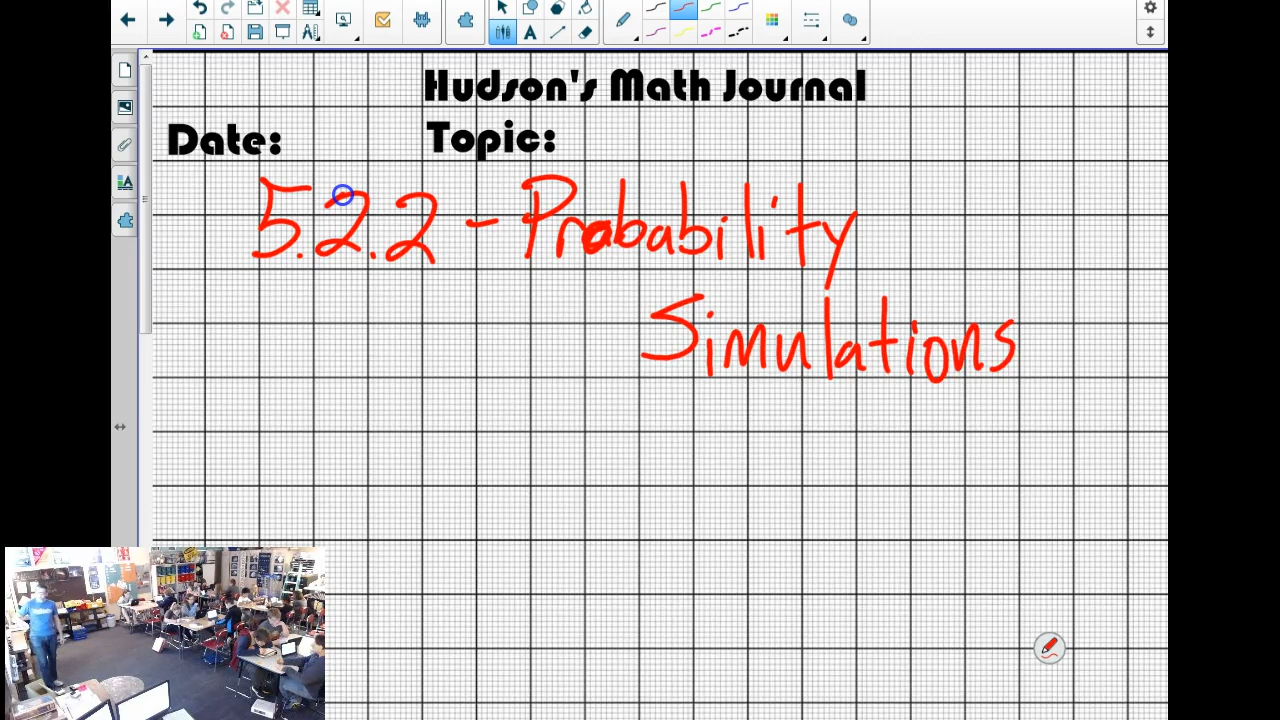 Hudson's Math Journal
Date: Topic:
5.2.2 - Probability
Simulations